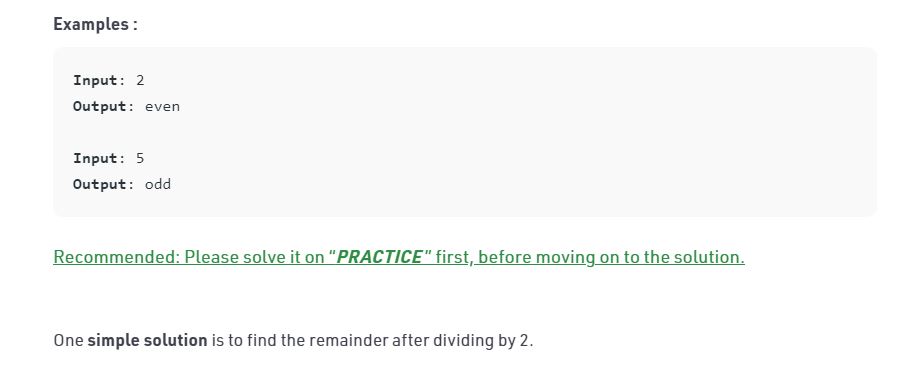 Examples :
Input: 2
Output: even
Input: 5
Output: odd
Recommended: Please solve it on "PRACTICE" first, before moving on to the solution.
One simple solution is to find the remainder after dividing by 2.